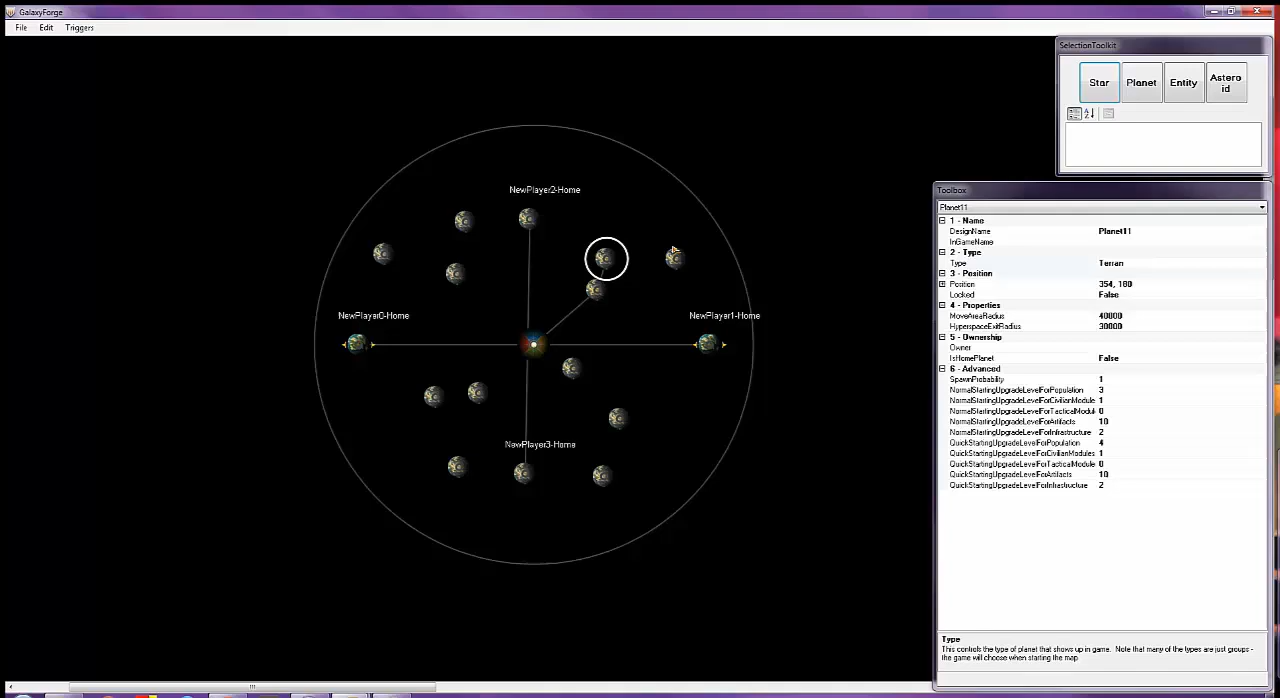 GalaxyForge
File Edit Triggers
SelectionToolkit
Star Planet Entity Astero
id
NewPlayer2-Home
NewPlayer0-Home
NewPlayer1-Home
NewPlayer3-Home
Toolbox
Planet11
1 - Name
DesignName Planet11
InGameName
2 - Type
Type Terran
3 - Position
Position 354, 180
Locked False
4 - Properties
MoveAreaRadius 40000
HyperspaceExitRadius 30000
5 - Ownership
Owner
IsHomePlanet False
6 - Advanced
SpawnProbability 1
NormalStartingUpgradeLevelForPopulation 3
NormalStartingUpgradeLevelForCivilianModule 1
NormalStartingUpgradeLevelForTacticalModul 0
NormalStartingUpgradeLevelForArtifacts 10
NormalStartingUpgradeLevelForInfrastructure 2
QuickStartingUpgradeLevelForPopulation 4
QuickStartingUpgradeLevelForCivilianModules 1
QuickStartingUpgradeLevelForTacticalModule 0
QuickStartingUpgradeLevelForArtifacts 10
QuickStartingUpgradeLevelForInfrastructure 2
Type
This controls the type of planet that shows up in game. Note that many of the types are just groups -
the game will choose when starting the map